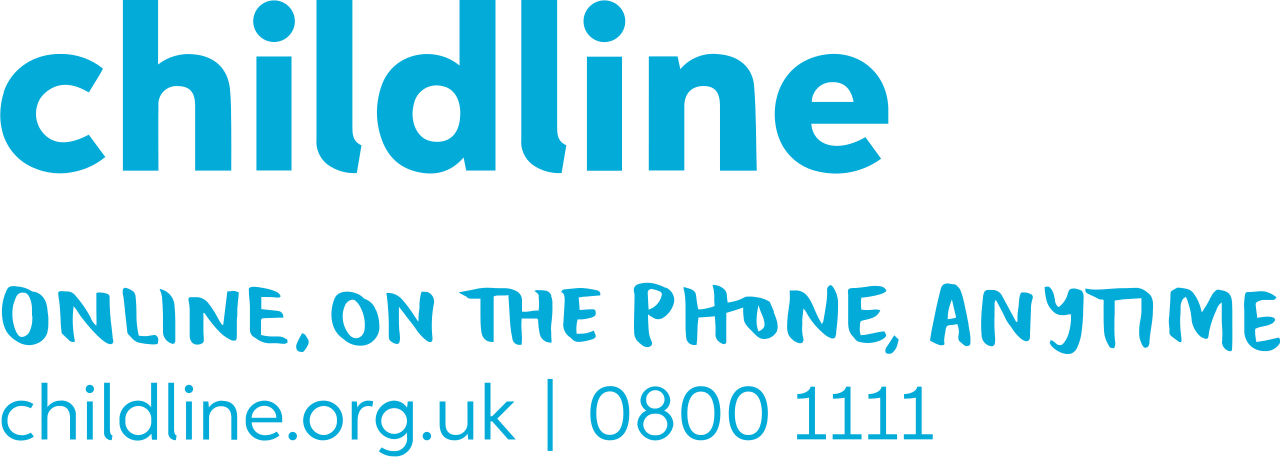 childline
ONLINE, ON THE PHONE, ANYTIME
childline.org.uk | 0800 1111